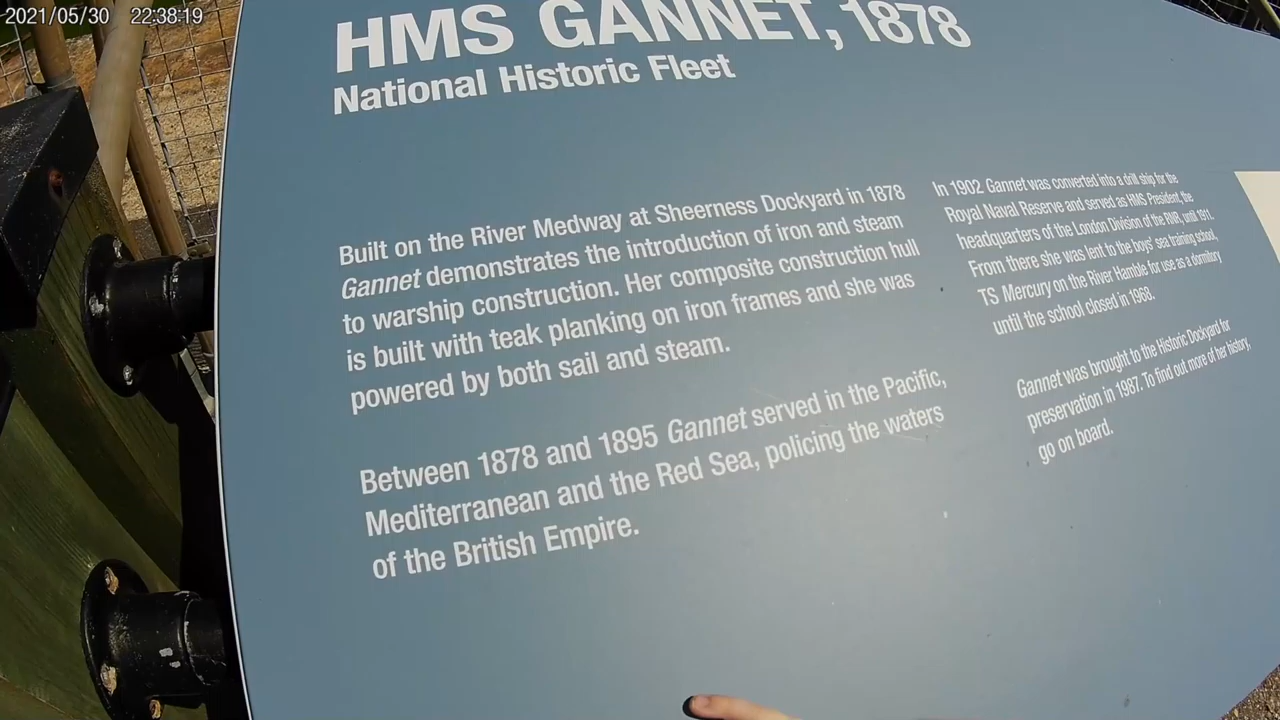 2021/05/30 22:38:19
HMS GANNET, 1878
National Historic Fleet
Built on the River Medway at Sheerness Dockyard in 1878
Gannet demonstrates the introduction of iron and steam
to warship construction. Her composite construction hull
is built with teak planking on iron frames and she was
powered by both sail and steam.
Between 1878 and 1895 Gannet served in the Pacific,
Mediterranean and the Red Sea, policing the waters
of the British Empire.
In 1902 Gannet was converted into a drill ship for the
Royal Naval Reserve and served as HMS President, the
headquarters of the London Division of the RNR, until 1911.
From there she was lent to the boys' sea training school,
TS Mercury on the River Hamble for use as a dormitory
until the school closed in 1968.
Gannet was brought to the Historic Dockyard for
preservation in 1987. To find out more of her history,
go on board.